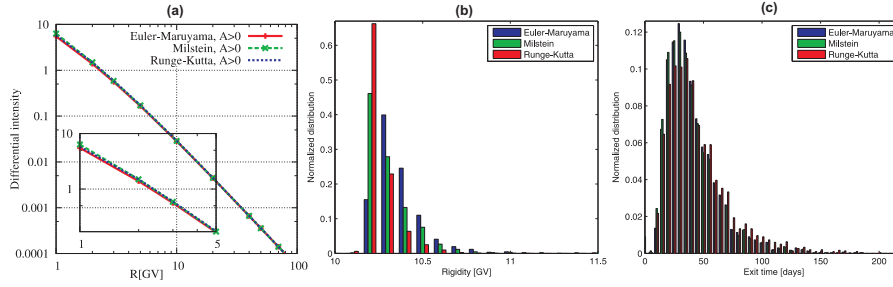 (a)
Differential intensity
10
1
0.1
0.01
0.001
0.0001
Euler-Maruyama, A>0
Milstein, A>0
Runge-Kutta, A>0
10
1
1
5
1
10
100
R[GV]
(b)
Normalized distribution
0.6
0.5
0.4
0.3
0.2
0.1
0
Euler-Maruyama
Milstein
Runge-Kutta
10
10.5
11
11.5
Rigidity [GV]
(c)
Normalized distribution
0.12
0.1
0.08
0.06
0.04
0.02
0
Euler-Maruyama
Milstein
Runge-Kutta
0
50
100
150
200
Exit time [days]